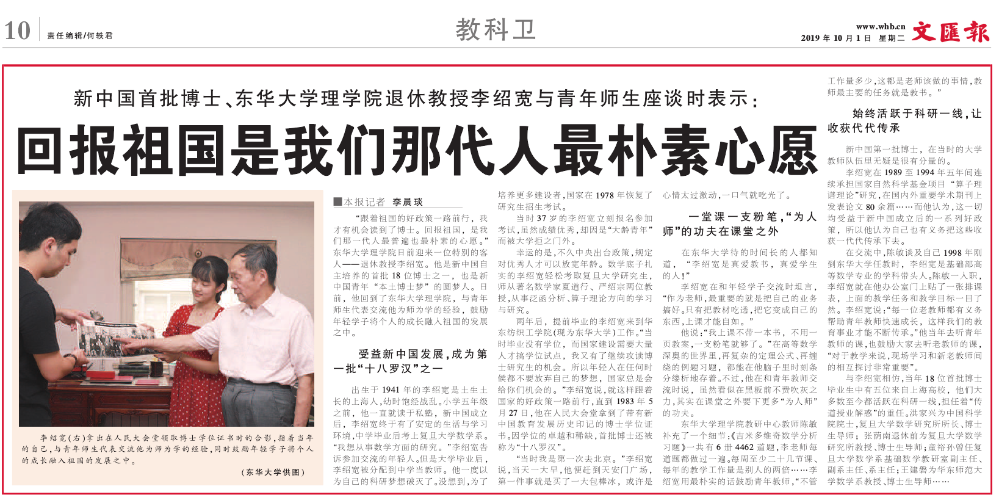 10
责任编辑/何轶君
教科卫
www.whb.cn
2019 年 10 月 1 日 星期二
文匯報
新中国首批博士、东华大学理学院退休教授李绍宽与青年师生座谈时表示：
回报祖国是我们那代人最朴素心愿
李绍宽(右)拿出在人民大会堂领取博士学位证书时的合影,指着当年
的自己,与青年师生代表交流他为师为学的经验,同时鼓励年轻学子将个人
的成长融入祖国的发展之中。
(东华大学供图)
■本报记者 李晨琰
“跟着祖国的好政策一路前行，我
才有机会读到了博士。回报祖国，是我
们那一代人最普遍也最朴素的心愿。”
东华大学理学院日前迎来一位特别的客
人——退休教授李绍宽。他是新中国自
主培养的首批 18 位博士之一，也是新
中国青年“本土博士梦”的圆梦人。日
前，他回到了东华大学理学院，与青年
师生代表交流他为师为学的经验，鼓励
年轻学子将个人的成长融入祖国的发展
之中。
受益新中国发展,成为第
一批“十八罗汉”之一
出生于 1941 年的李绍宽是土生土
长的上海人,幼时饱经战乱。小学五年级
之前，他一直就读于私塾，新中国成立
后，李绍宽终于有了安定的生活与学习
环境,中学毕业后考上复旦大学数学系。
“我想从事数学方面的研究。”李绍宽告
诉参加交流的年轻人。但是大学毕业后，
李绍宽被分配到中学当教师。他一度以
为自己的科研梦想破灭了。没想到,为了
培养更多建设者,国家在 1978 年恢复了
研究生招生考试。
当时 37 岁的李绍宽立刻报名参加
考试,虽然成绩优秀,却因是“大龄青年”
而被大学拒之门外。
幸运的是,不久中央出台政策,规定
对优秀人才可以放宽年龄。数学底子扎
实的李绍宽轻松考取复旦大学研究生,
师从著名数学家夏道行、严绍宗两位教
授,从事泛函分析、算子理论方向的学习
与研究。
两年后，提前毕业的李绍宽来到华
东纺织工学院(现为东华大学)工作。“当
时毕业没有学位，而国家建设需要大量
人才搞学位试点，我又有了继续攻读博
士研究生的机会。所以年轻人在任何时
候都不要放弃自己的梦想，国家总是会
给你们机会的。”李绍宽说,就这样跟着
国家的好政策一路前行,直到 1983 年 5
月 27 日,他在人民大会堂拿到了带有新
中国教育发展历史印记的博士学位证
书。因学位的卓越和稀缺,首批博士还被
称为“十八罗汉”。
“当时我是第一次去北京。”李绍宽
说,当天一大早,他便赶到天安门广场,
第一件事就是买了一大包棒冰，或许是
心情太过激动,一口气就吃光了。
一堂课一支粉笔,“为人
师”的功夫在课堂之外
在东华大学待的时间长的人都知
道，“李绍宽是真爱教书，真爱学生
的人!”
李绍宽在和年轻学子交流时坦言,
“作为老师,最重要的就是把自己的业务
搞好。只有把教材吃透,把它变成自己的
东西,上课才能自如。”
他说:“我上课不带一本书，不用一
页教案,一支粉笔就够了。”在高等数学
深奥的世界里,再复杂的定理公式、再缠
绕的例题习题，都能在他脑子里时刻条
分缕析地存着。不过,他在和青年教师交
流时说，虽然看似在黑板前不费吹灰之
力,其实在课堂之外要下更多“为人师”
的功夫。
东华大学理学院教研中心教师陈敏
补充了一个细节:《吉米多维奇数学分析
习题》一共有 6 册 4462 道题,李老师每
道题都做过一遍。每周至少二十几节课、
每年的教学工作量是别人的两倍……李
绍宽用最朴实的话鼓励青年教师,“不管
工作量多少,这都是老师该做的事情,教
师最主要的任务就是教书。”
始终活跃于科研一线,让
收获代代传承
新中国第一批博士，在当时的大学
教师队伍里无疑是很有分量的。
李绍宽在 1989 至 1994 年五年间连
续承担国家自然科学基金项目“算子理
谱理论”研究,在国内外重要学术期刊上
发表论文 80 余篇……而他认为,这一切
均受益于新中国成立后的一系列好政
策，所以他认为自己也有义务把这些收
获一代代传承下去。
在交流中,陈敏谈及自己 1998 年刚
到东华大学任教时，李绍宽是基础部高
等数学专业的学科带头人。陈敏一入职,
李绍宽就在他办公室门上贴了一张排课
表，上面的教学任务和教学目标一目了
然。李绍宽说:“每一位老教师都有义务
帮助青年教师快速成长，这样我们的教
育事业才能不断传承。”他当年去听青年
教师的课,也鼓励大家去听老教师的课,
“对于教学来说,现场学习和新老教师间
的相互探讨非常重要”。
与李绍宽相仿,当年 18 位首批博士
毕业生中有五位来自上海高校，他们大
多数至今都活跃在科研一线,担任着“传
道授业解惑”的重任。洪家兴为中国科学
院院士,复旦大学数学研究所所长、博士
生导师；张荫南退休前为复旦大学数学
研究所教授、博士生导师;童裕孙曾任复
旦大学数学系基础数学教研室副主任、
副系主任、系主任;王建磐为华东师范大
学数学系教授、博士生导师……